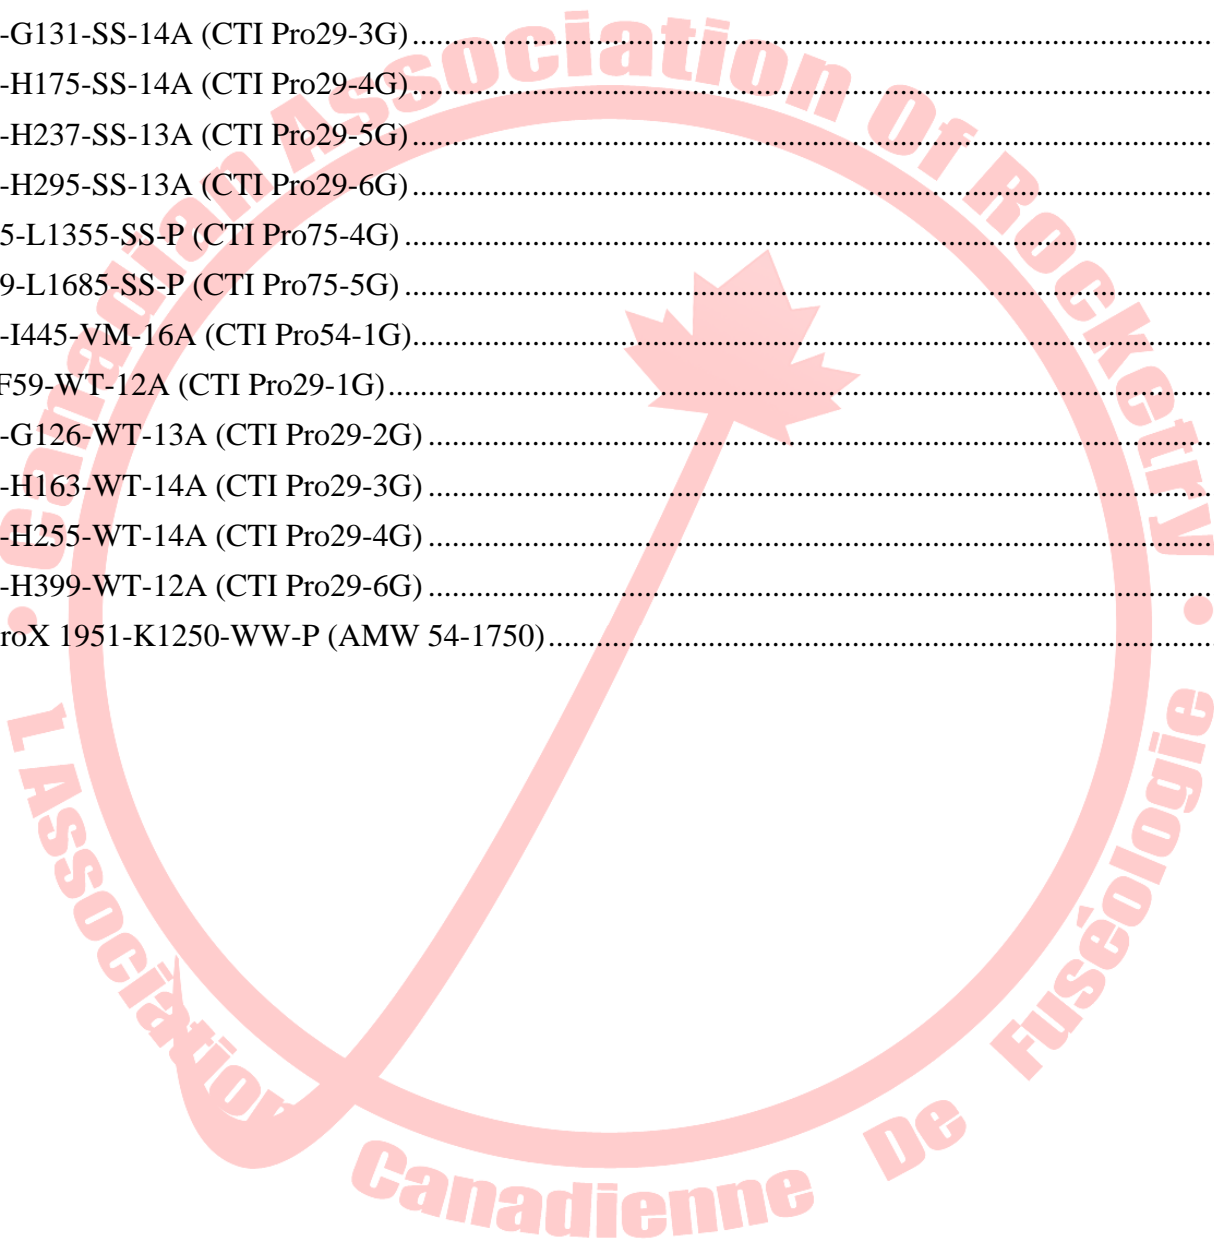 -G131-SS-14A (CTI Pro29-3G)
-H175-SS-14A (CTI Pro29-4G)
-H237-SS-13A (CTI Pro29-5G)
-H295-SS-13A (CTI Pro29-6G)
5-L1355-SS-P (CTI Pro75-4G)
9-L1685-SS-P (CTI Pro75-5G)
-I445-VM-16A (CTI Pro54-1G)
F59-WT-12A (CTI Pro29-1G)
-G126-WT-13A (CTI Pro29-2G)
-H163-WT-14A (CTI Pro29-3G)
-H255-WT-14A (CTI Pro29-4G)
-H399-WT-12A (CTI Pro29-6G)
roX 1951-K1250-WW-P (AMW 54-1750)
• Canadian Association Of Rocketry •
L Association Canadienne De Fuséologie